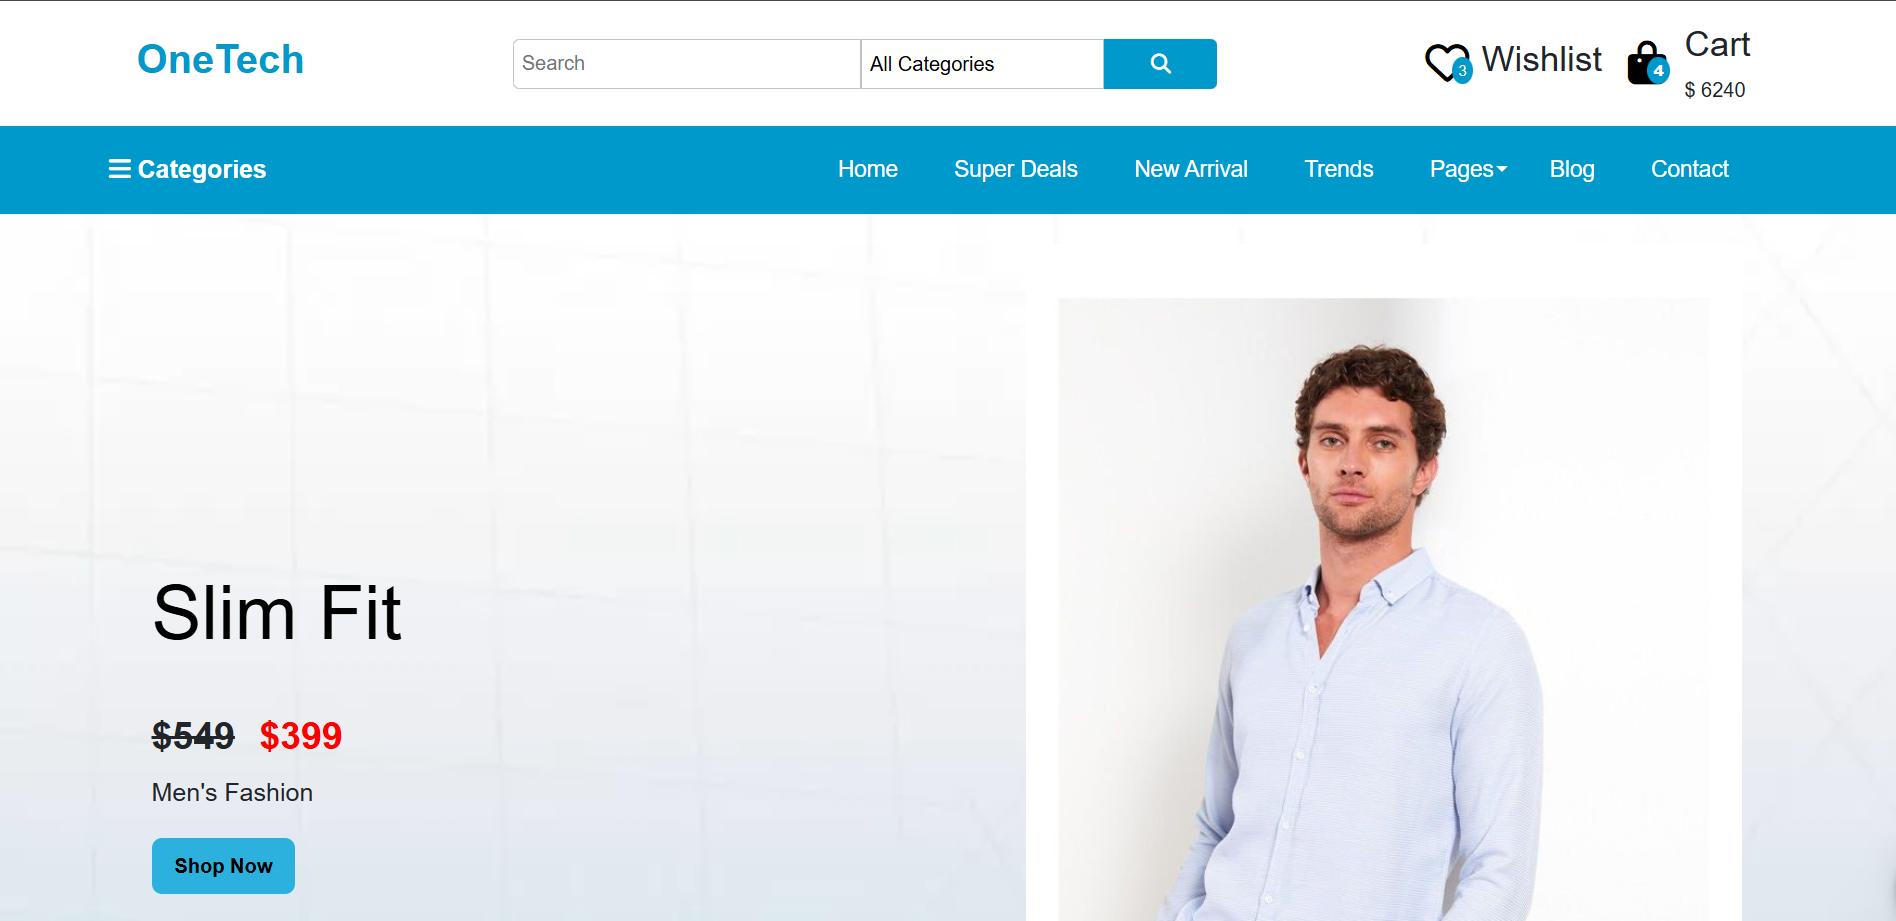 OneTech
Search
All Categories
3
Wishlist
4
Cart
$ 6240
Categories
Home
Super Deals
New Arrival
Trends
Pages
Blog
Contact
Slim Fit
$549 $399
Men's Fashion
Shop Now